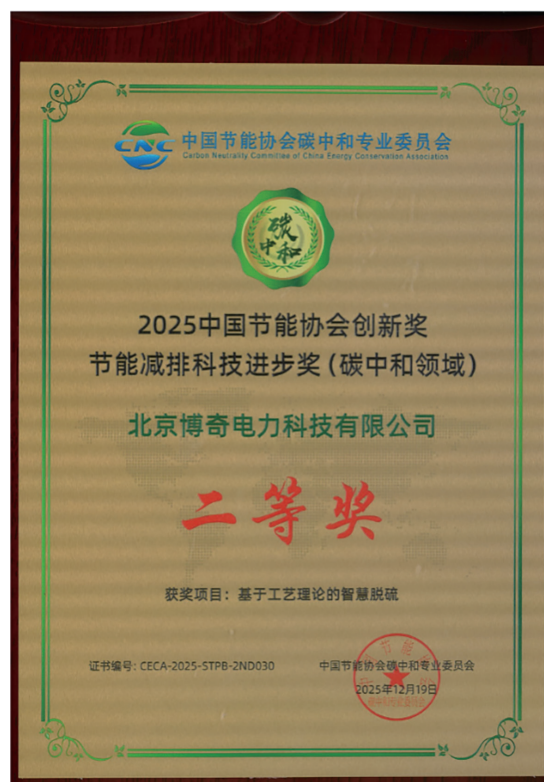 CNC 中国节能协会碳中和专业委员会
Carbon Neutrality Committee of China Energy Conservation Association
碳
中和
2025中国节能协会创新奖
节能减排科技进步奖(碳中和领域)
北京博奇电力科技有限公司
二等奖
获奖项目：基于工艺理论的智慧脱硫
证书编号: CECA-2025-STPB-2ND030
中国节能协会碳中和专业委员会
2025年12月19日